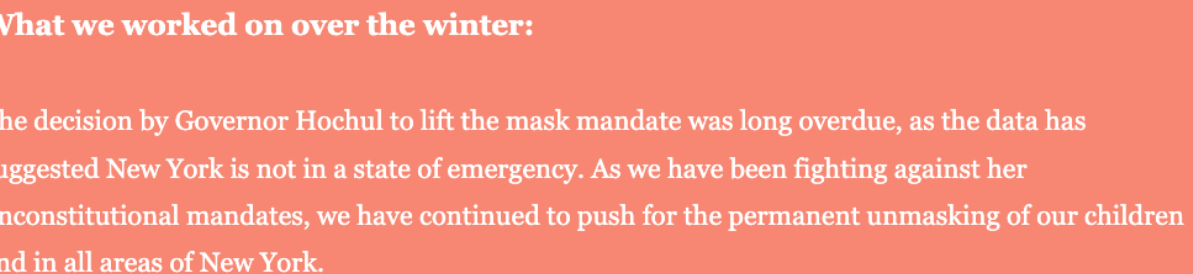 What we worked on over the winter:
he decision by Governor Hochul to lift the mask mandate was long overdue, as the data has
uggested New York is not in a state of emergency. As we have been fighting against her
nconstitutional mandates, we have continued to push for the permanent unmasking of our children
nd in all areas of New York.